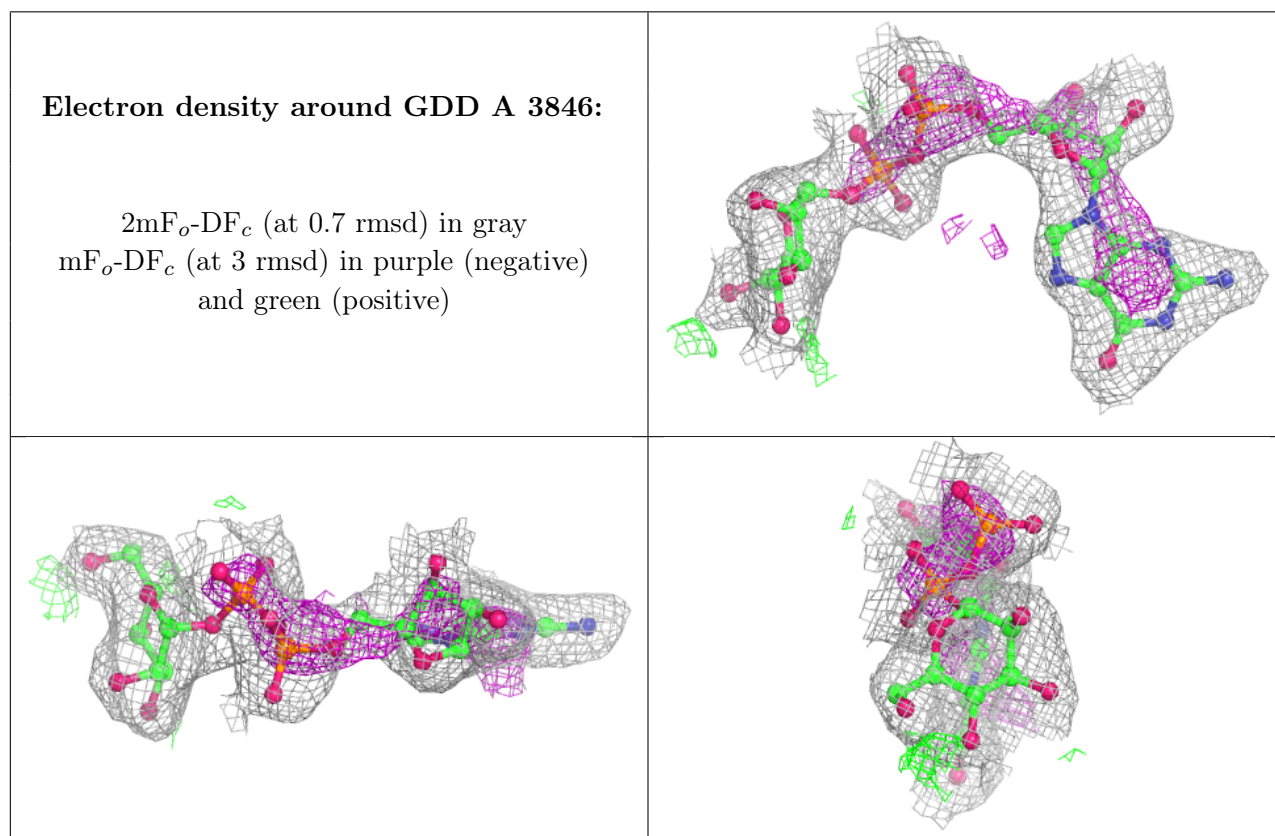 Electron density around GDD A 3846:
2mFo-DFc (at 0.7 rmsd) in gray
mFo-DFc (at 3 rmsd) in purple (negative)
and green (positive)